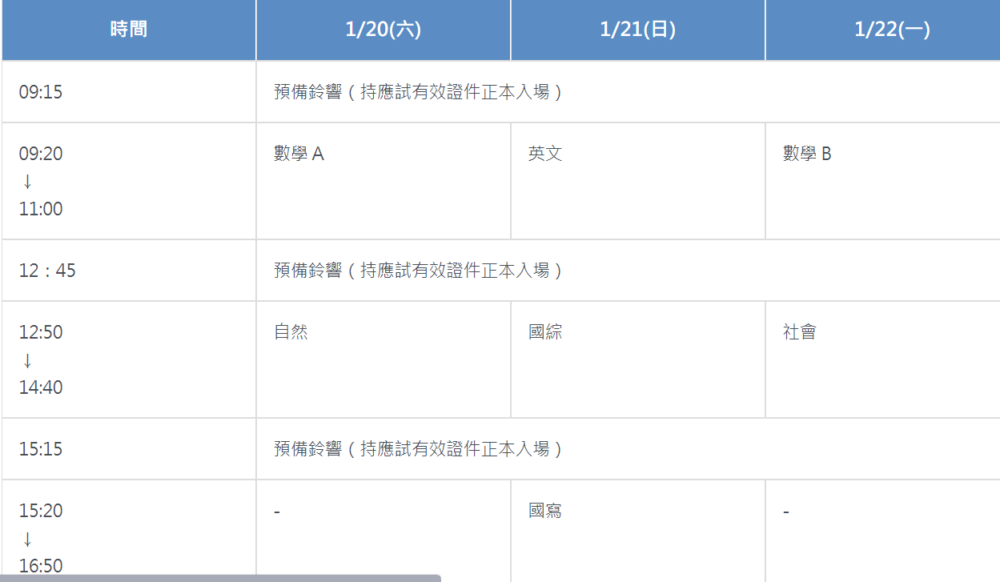 時間 1/20(六) 1/21(日) 1/22(一)
09:15 預備鈴響（持應試有效證件正本入場）
09:20 數學 A 英文 數學 B
↓
11:00
12：45 預備鈴響（持應試有效證件正本入場）
12:50 自然 國綜 社會
↓
14:40
15:15 預備鈴響（持應試有效證件正本入場）
15:20 - 國寫 -
↓
16:50